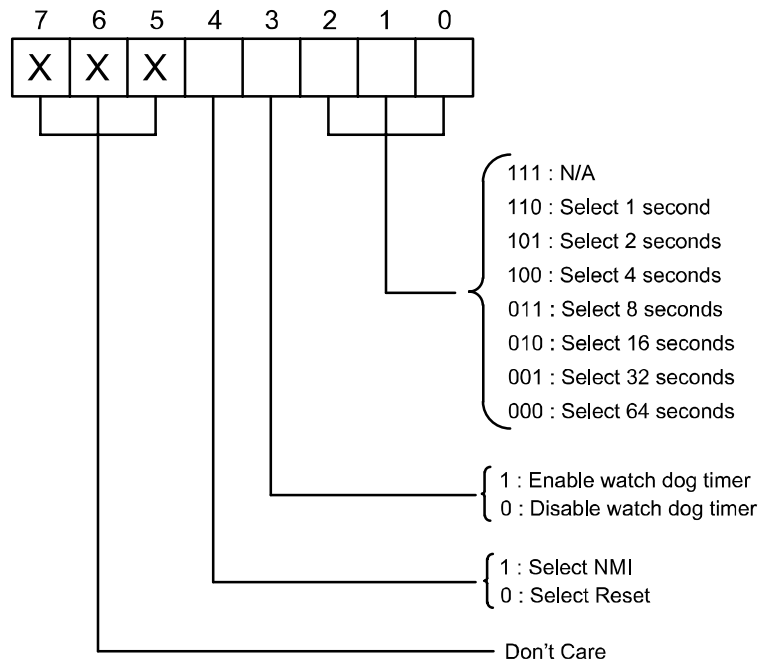 7 6 5 4 3 2 1 0
X X X
111 : N/A
110 : Select 1 second
101 : Select 2 seconds
100 : Select 4 seconds
011 : Select 8 seconds
010 : Select 16 seconds
001 : Select 32 seconds
000 : Select 64 seconds
1 : Enable watch dog timer
0 : Disable watch dog timer
1 : Select NMI
0 : Select Reset
Don't Care